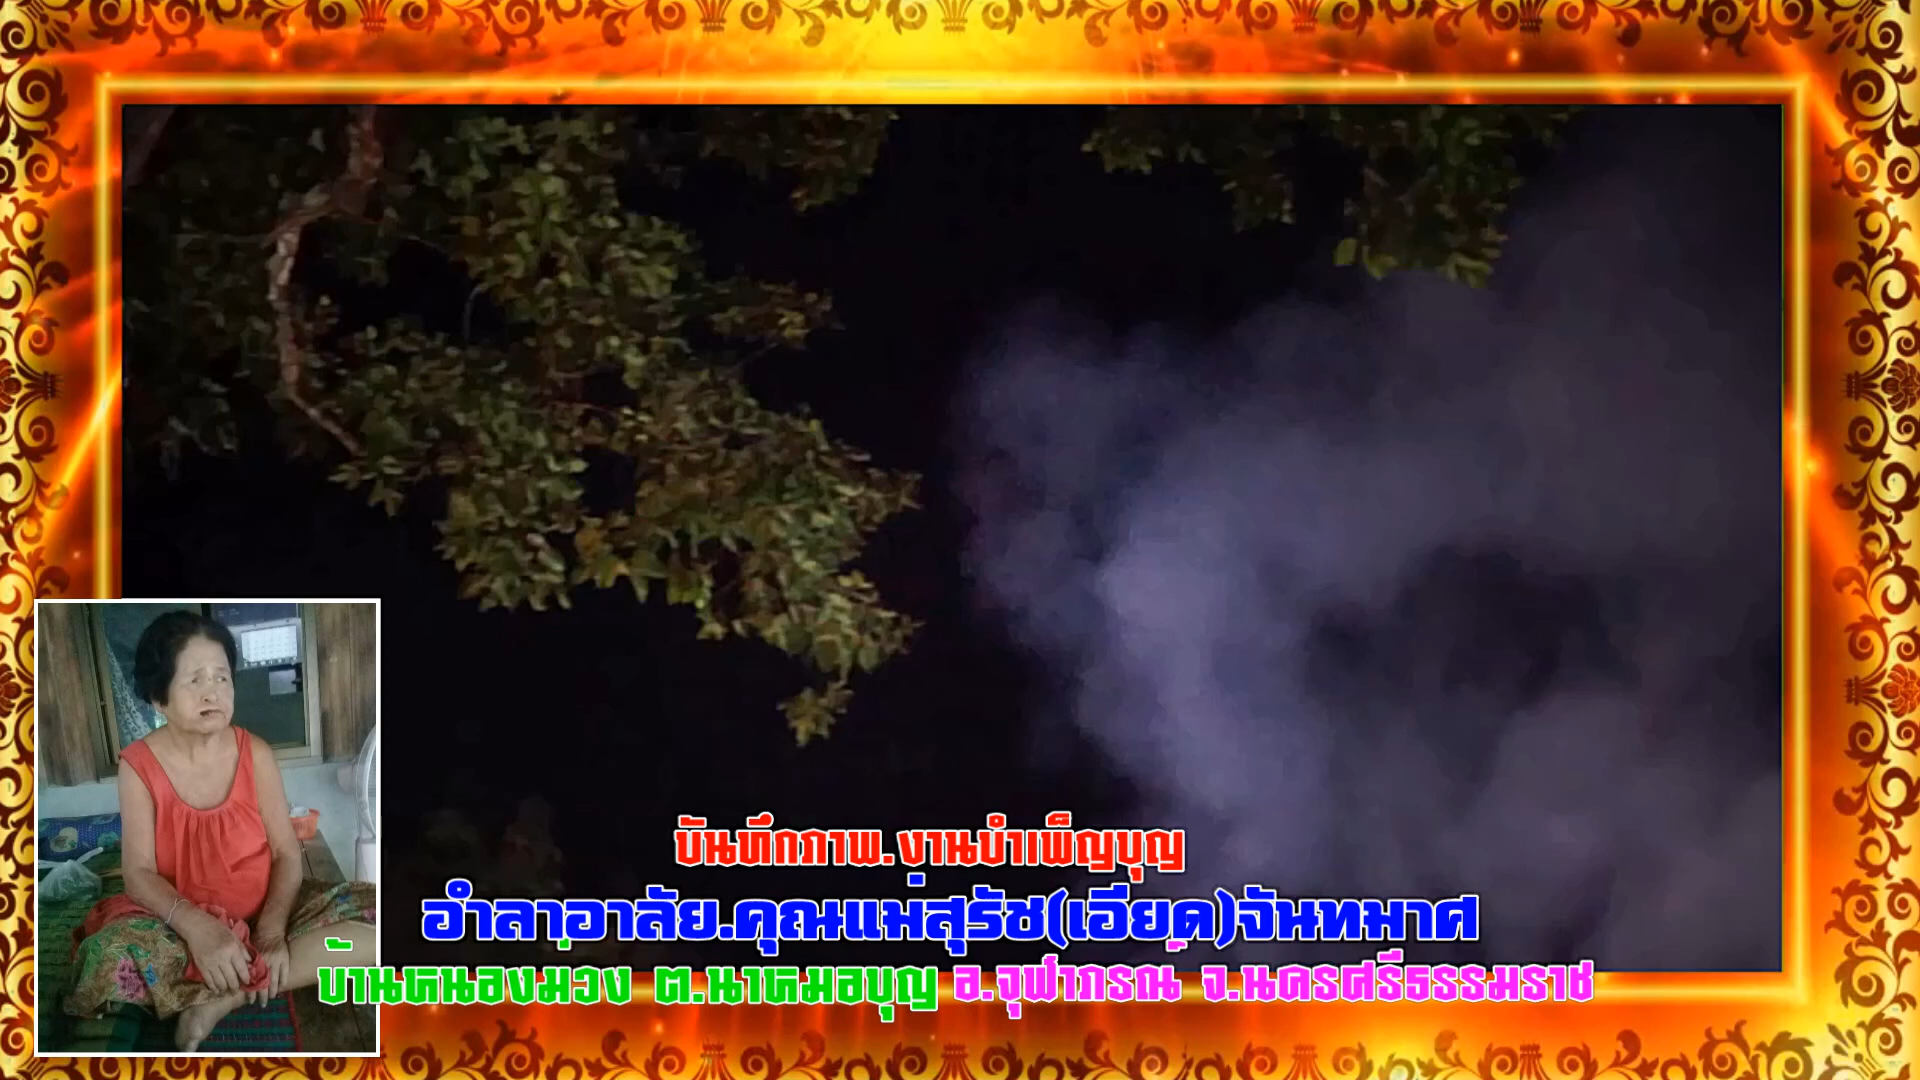 บันทึกภาพ.งานบำเพ็ญบุญ
อำลาอาลัย.คุณแม่สุรัช(เอียด)จันทมาศ
บ้านหนองม่วง ต.นาหมอบุญ อ.จุฬาภรณ์ จ.นครศรีธรรมราช